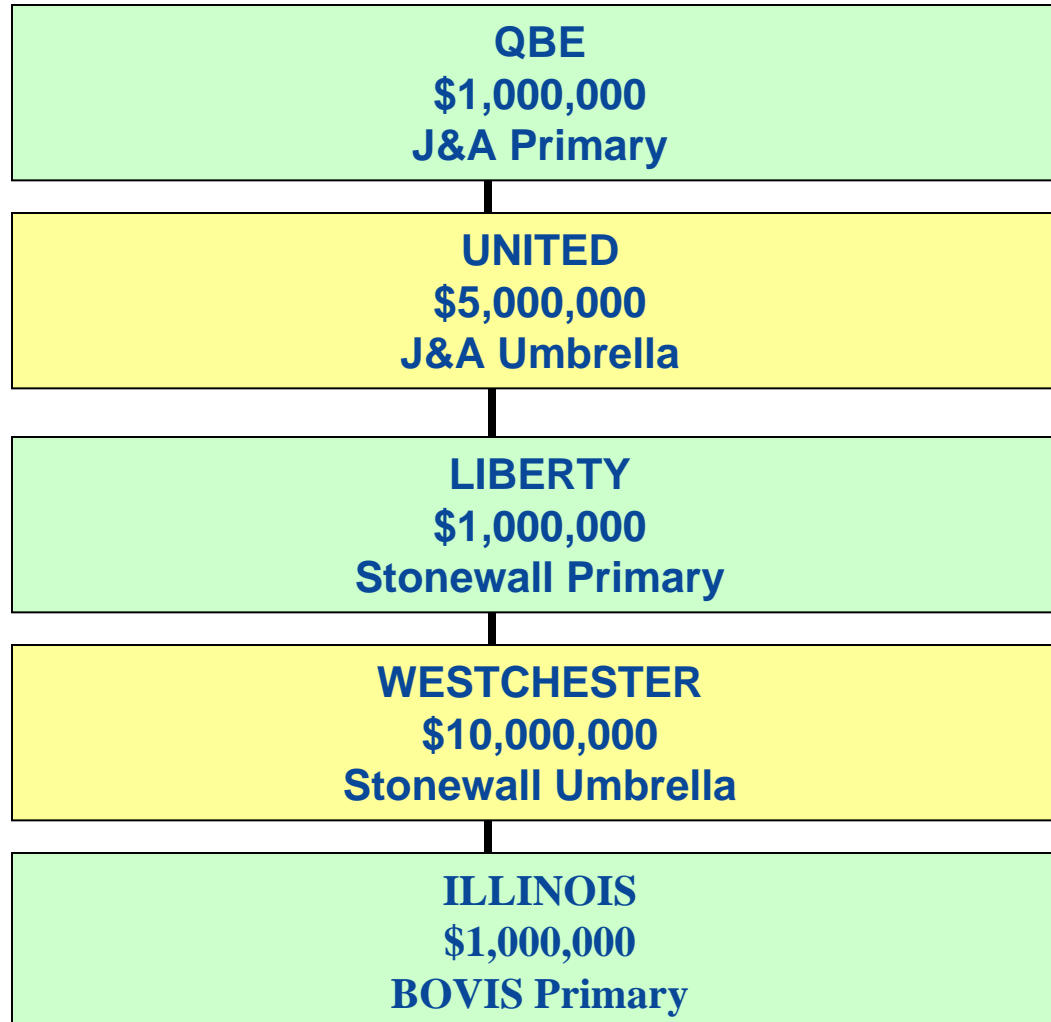 QBE
$1,000,000
J&A Primary
UNITED
$5,000,000
J&A Umbrella
LIBERTY
$1,000,000
Stonewall Primary
WESTCHESTER
$10,000,000
Stonewall Umbrella
ILLINOIS
$1,000,000
BOVIS Primary